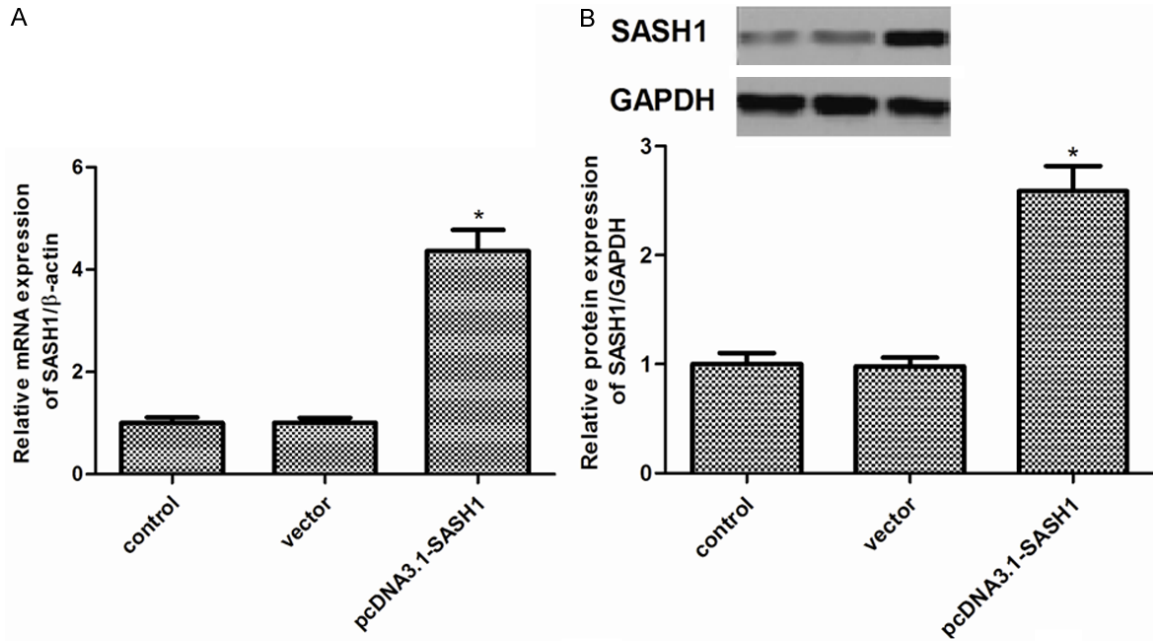 A
Relative mRNA expression
of SASH1/β-actin
6
4
2
0
*
control
vector
pcDNA3.1-SASH1
B
SASH1
GAPDH
Relative protein expression
of SASH1/GAPDH
3
2
1
0
*
control
vector
pcDNA3.1-SASH1